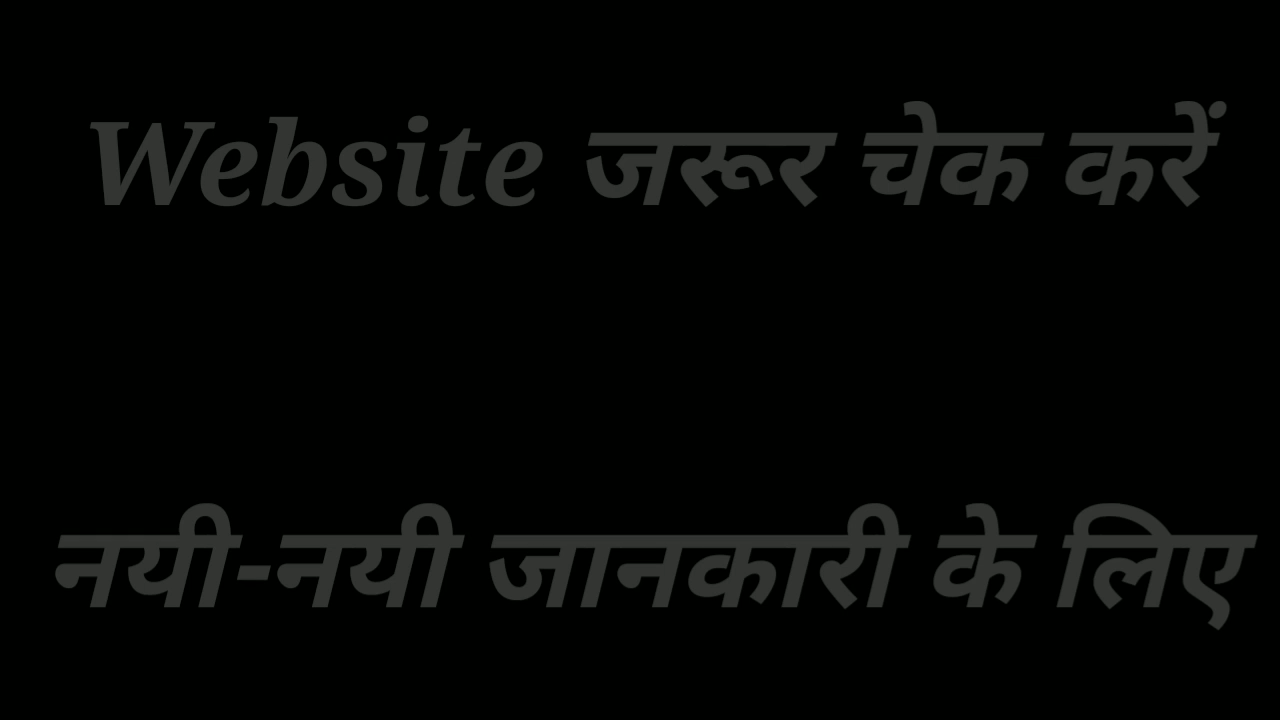 Website जरूर चेक करें
नयी-नयी जानकारी के लिए